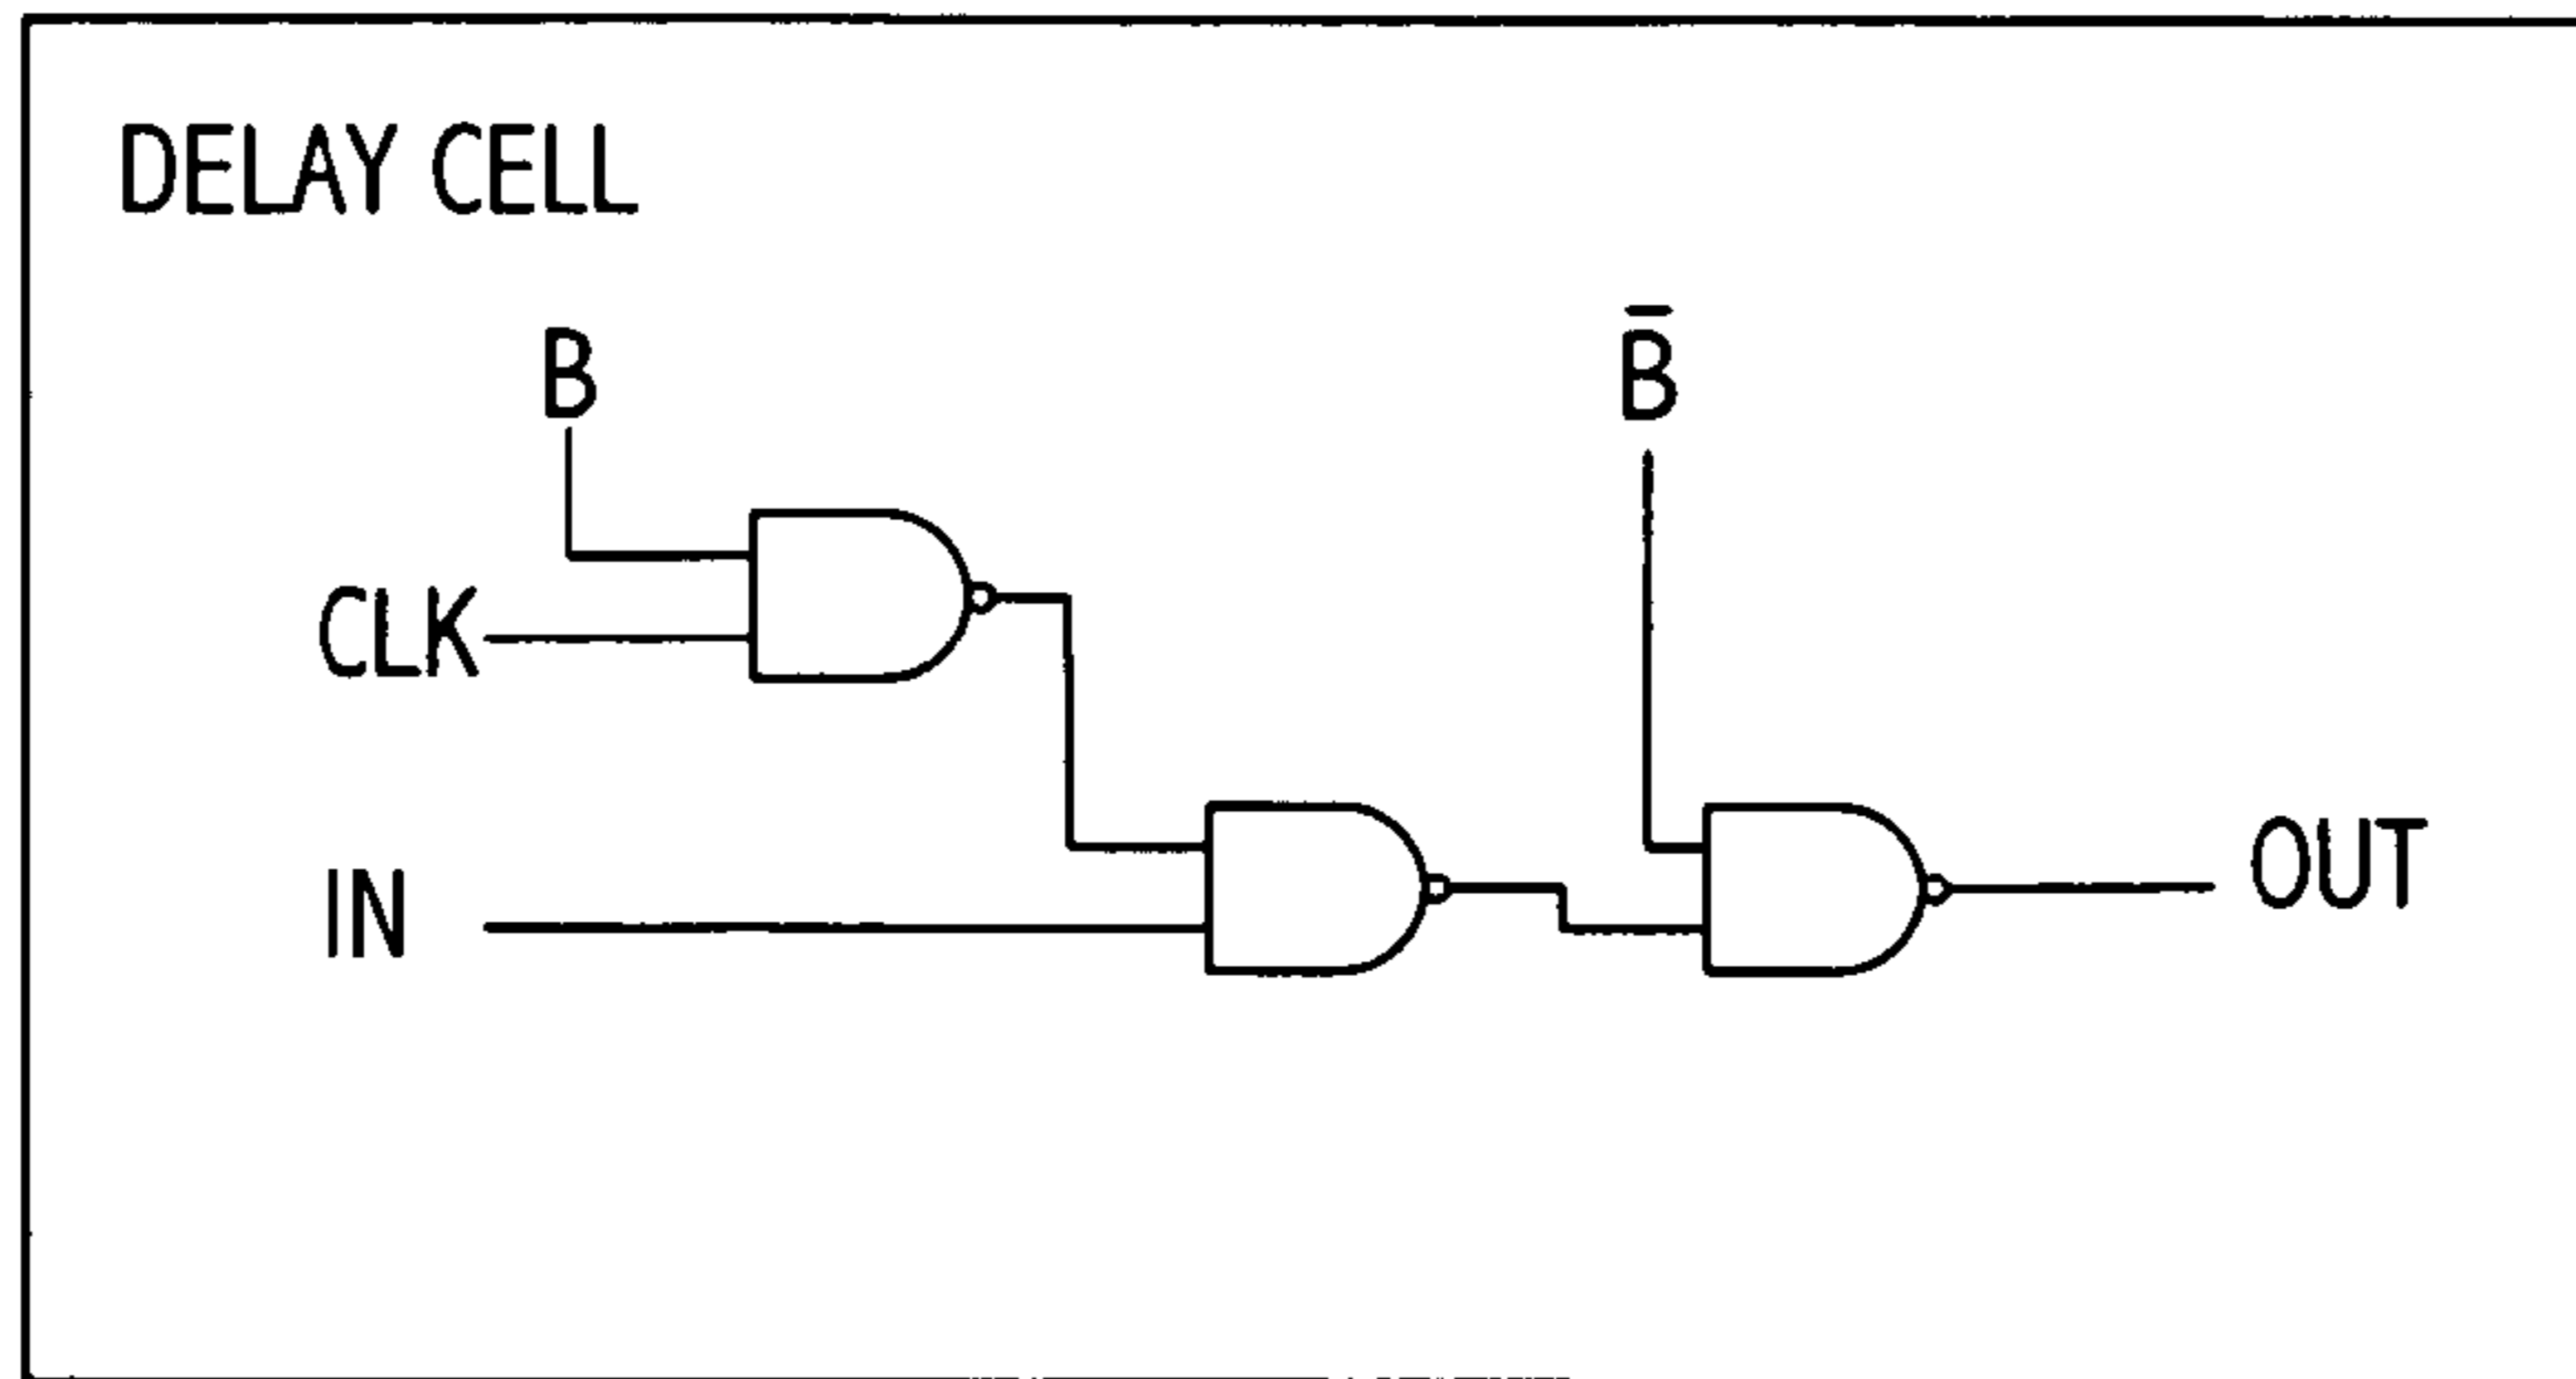 DELAY CELL
B
B̅
CLK
IN
OUT